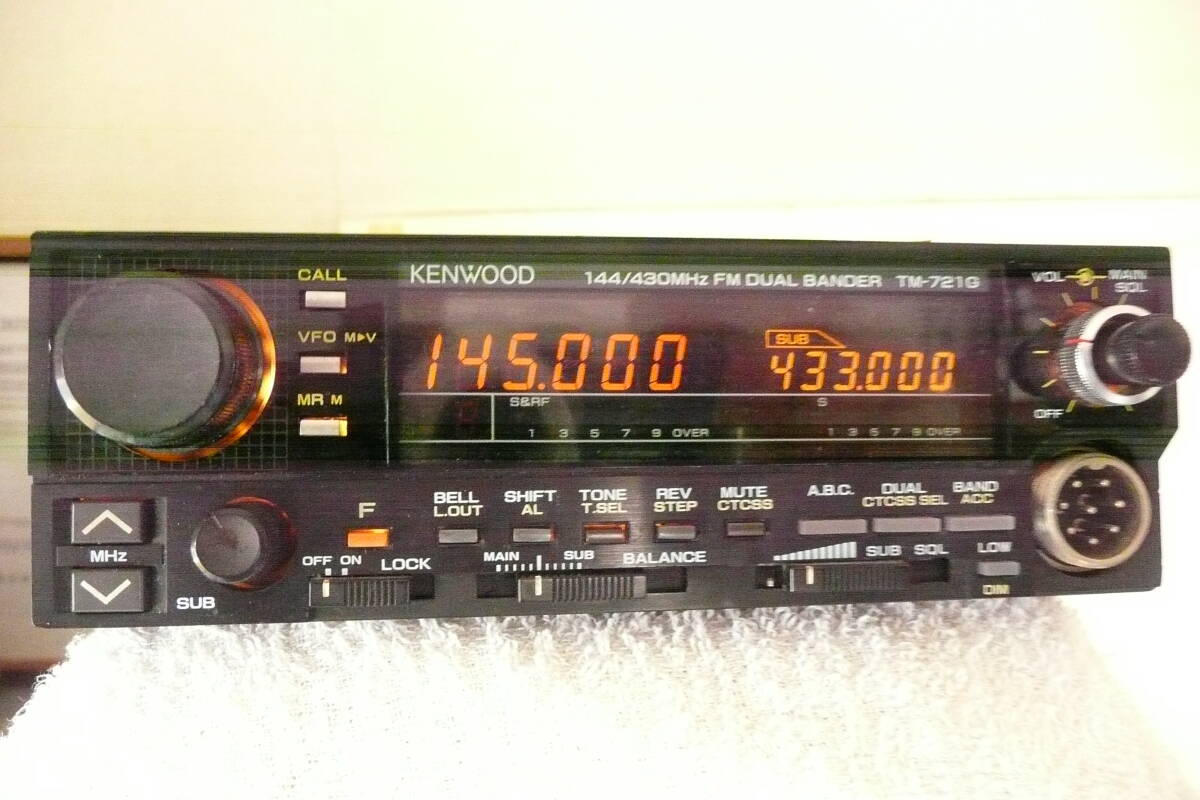 KENWOOD 144/430MHz FM DUAL BANDER TM-721G
CALL
VFO M▶V
MR M
145.000
SUB
433.000
S&RF
1 3 5 7 9 OVER
S
1 3 5 7 9 OVER
VOL MAIN
SQL
OFF
MHz
SUB
F
OFF ON LOCK
BELL
L.OUT
SHIFT
AL
TONE
T.SEL
REV
STEP
MUTE
CTCSS
A.B.C.
DUAL
CTCSS SEL
BAND
ACC
MAIN SUB BALANCE
SUB SQL
LOW
DIM